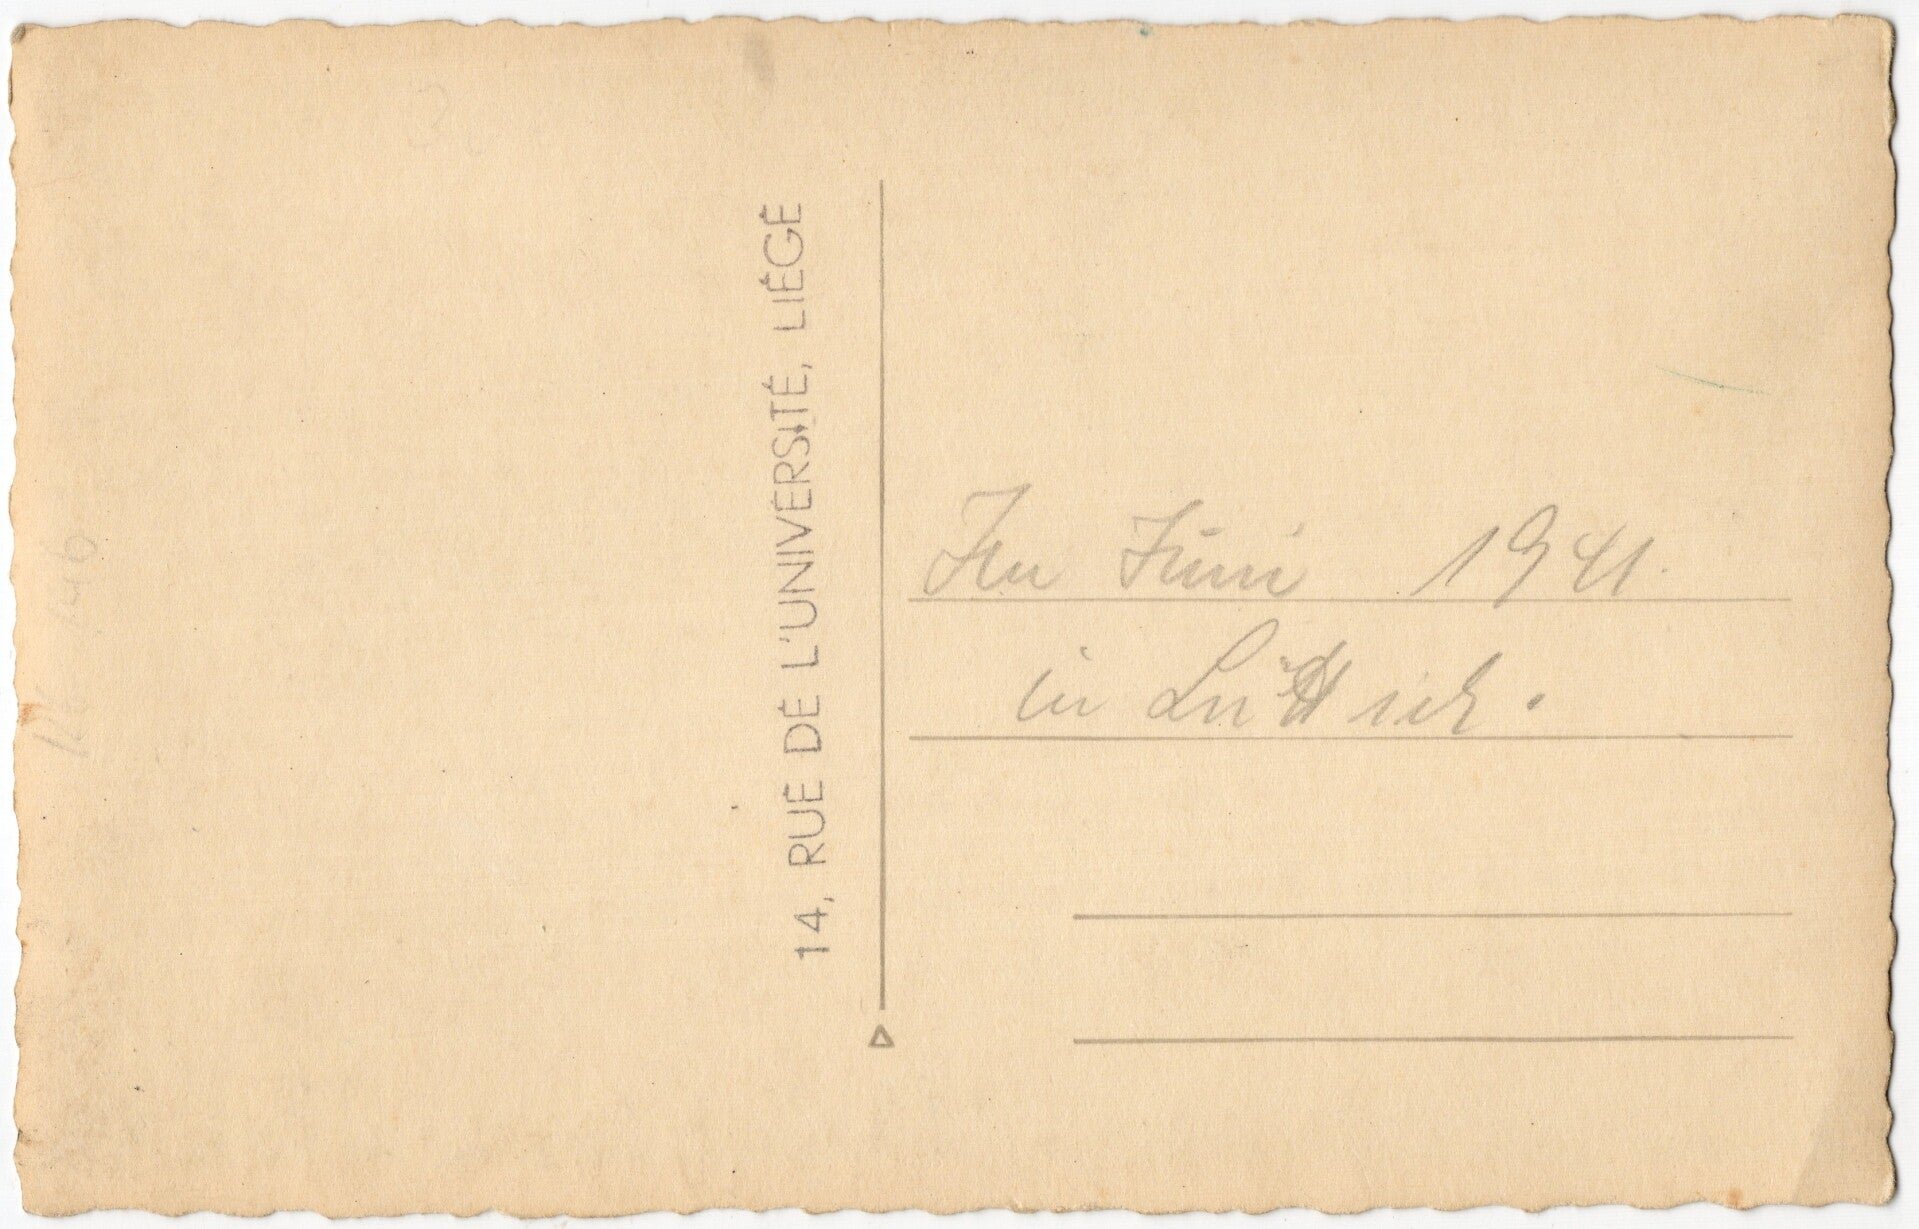 14, RUE DE L'UNIVERSITÉ, LIÉGE
Im Juni 1941.
in Lüttich.